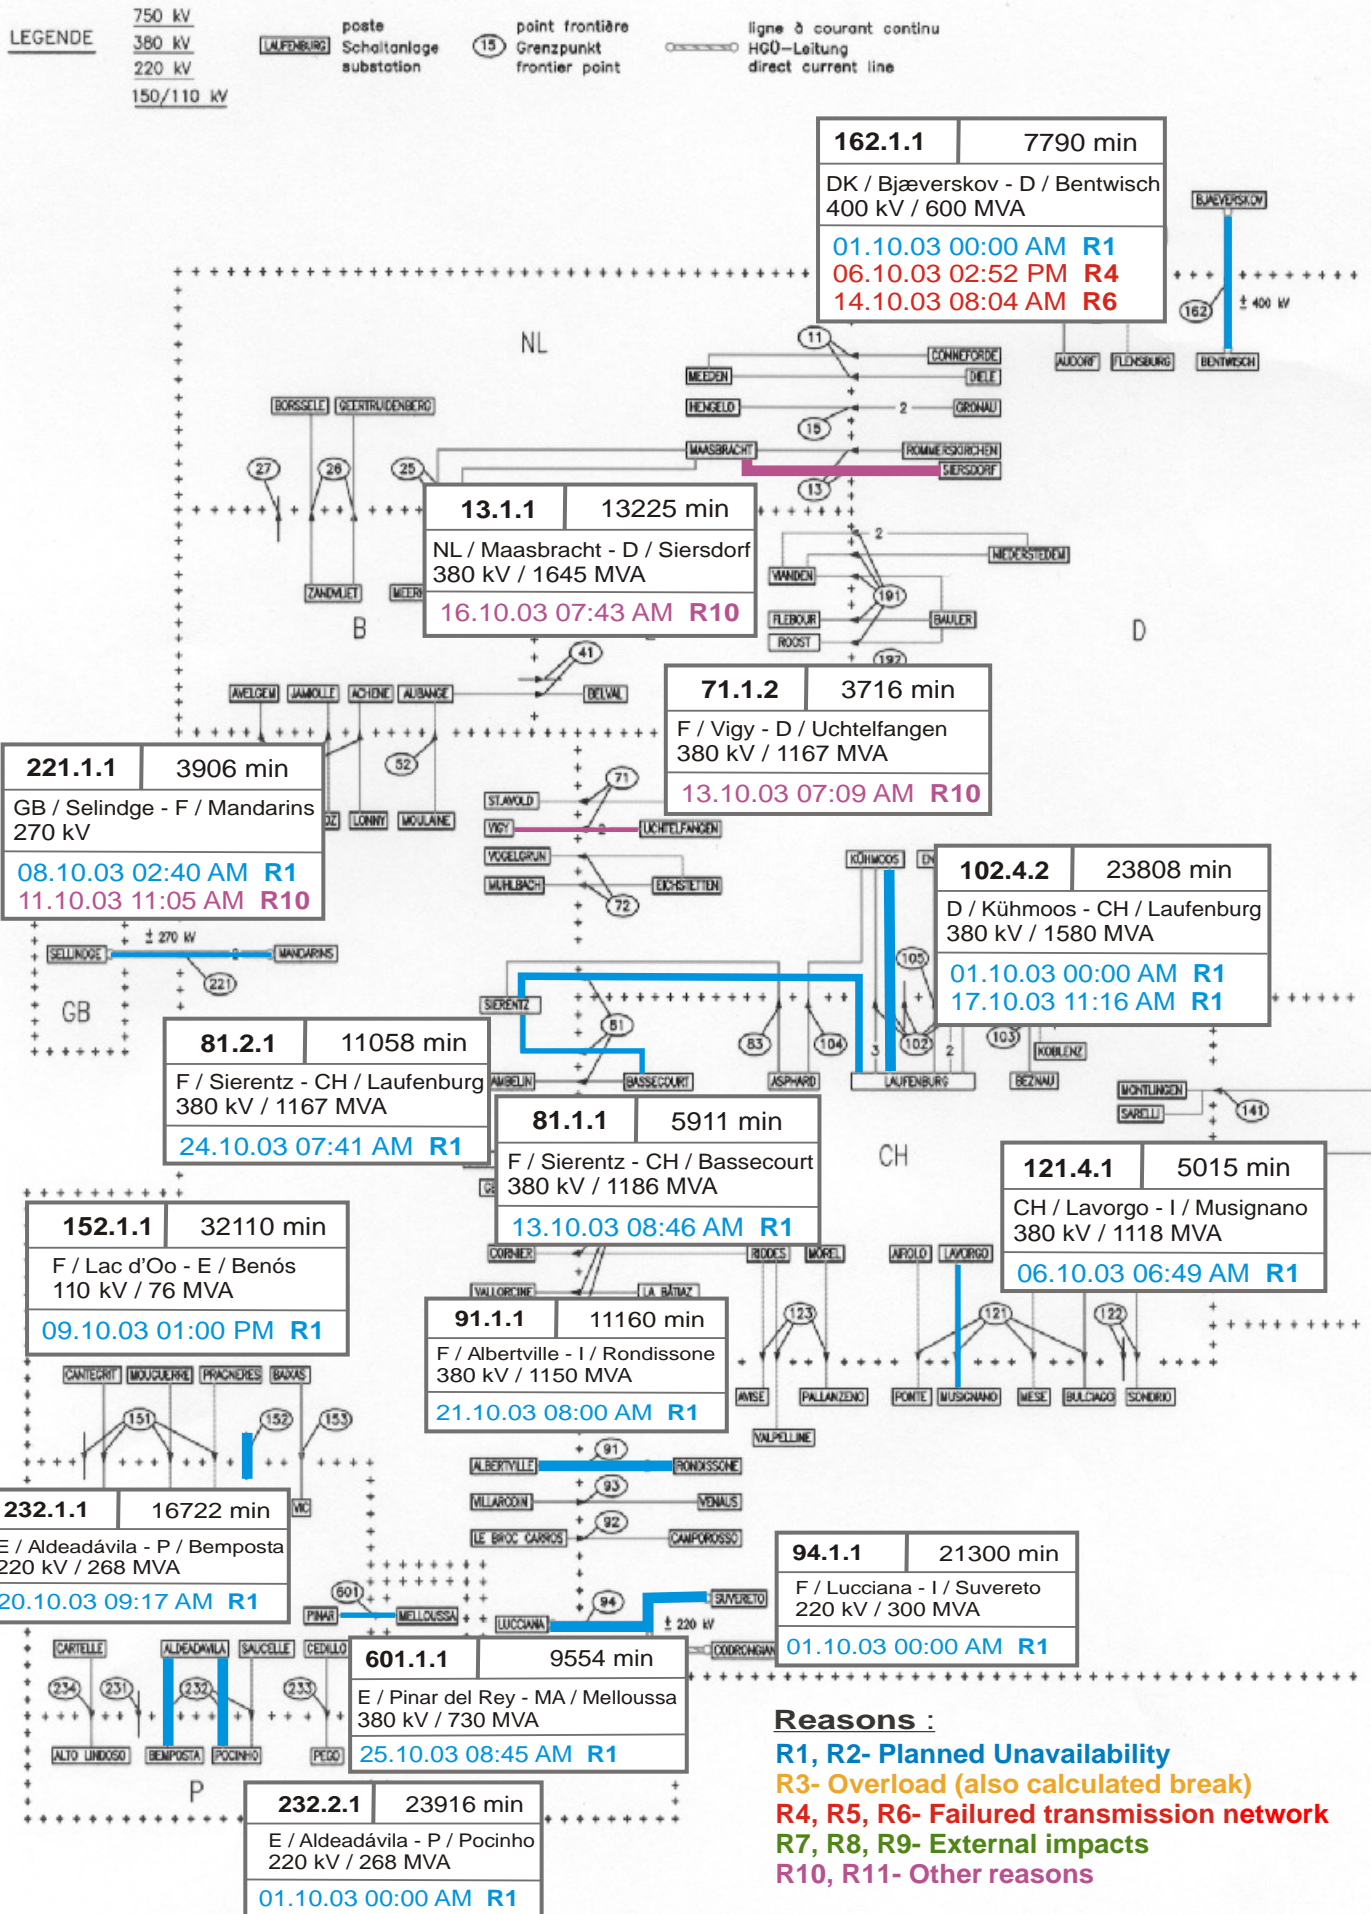 LEGENDE
750 kV
380 kV
220 kV
150/110 kV
LAUFENBURG
poste
Schaltanlage
substation
15
point frontière
Grenzpunkt
frontier point
ligne à courant continu
HGÜ-Leitung
direct current line
162.1.1 7790 min
DK / Bjæverskov - D / Bentwisch
400 kV / 600 MVA
01.10.03 00:00 AM R1
06.10.03 02:52 PM R4
14.10.03 08:04 AM R6
BJAEVERSKOV
162
± 400 kV
AUDORF FLENSBURG BENTWISCH
NL
11
CONNEFORDE
MEEDEN DIELE
HENGELO 2 GRONAU
15
BORSSELE GEERTRUIDENBERG
MAASBRACHT ROMMERSKIRCHEN
SIERSDORF
27 26 25 13
13.1.1 13225 min
NL / Maasbracht - D / Siersdorf
380 kV / 1645 MVA
16.10.03 07:43 AM R10
2
NIEDERSTEDEM
VIANDEN
191
ZANDVLIET
FLEBOUR BAULER
ROOST
B
D
192
41
AVELGEM JAMIOLLE ACHENE AUBANGE BELVAL
71.1.2 3716 min
F / Vigy - D / Uchtelfangen
380 kV / 1167 MVA
13.10.03 07:09 AM R10
52
71
ST.AVOLD
LONNY MOULAINE
VIGY 2 UCHTELFANGEN
VOGELGRUN
MUHLBACH EICHSTETTEN
72
221.1.1 3906 min
GB / Selindge - F / Mandarins
270 kV
08.10.03 02:40 AM R1
11.10.03 11:05 AM R10
± 270 kV
SELLINDGE 2 MANDARINS
221
GB
KÜHMOOS
102.4.2 23808 min
D / Kühmoos - CH / Laufenburg
380 kV / 1580 MVA
01.10.03 00:00 AM R1
17.10.03 11:16 AM R1
105
SIERENTZ
81 83 104 3 102 2 103
KOBLENZ
BASSECOURT ASPHARD LAUFENBURG BEZNAU
MONTLINGEN
SARELLI
141
81.2.1 11058 min
F / Sierentz - CH / Laufenburg
380 kV / 1167 MVA
24.10.03 07:41 AM R1
81.1.1 5911 min
F / Sierentz - CH / Bassecourt
380 kV / 1186 MVA
13.10.03 08:46 AM R1
CH
121.4.1 5015 min
CH / Lavorgo - I / Musignano
380 kV / 1118 MVA
06.10.03 06:49 AM R1
152.1.1 32110 min
F / Lac d'Oo - E / Benós
110 kV / 76 MVA
09.10.03 01:00 PM R1
CORNIER RIDDES MÖREL AIROLO LAVORGO
VALLORCINE LA BÂTIAZ
91.1.1 11160 min
F / Albertville - I / Rondissone
380 kV / 1150 MVA
21.10.03 08:00 AM R1
123 121 122
CANTEGRIT MOUGUERRE PRAGNERES BAIXAS
AVISE PALLANZENO PONTE MUSIGNANO MESE BULCIAGO SONDRIO
VALPELLINE
151 152 153
91
ALBERTVILLE RONDISSONE
93
VILLARODIN VENAUS
92
LE BROC CARROS CAMPOROSSO
VIC
232.1.1 16722 min
E / Aldeadávila - P / Bemposta
220 kV / 268 MVA
20.10.03 09:17 AM R1
94.1.1 21300 min
F / Lucciana - I / Suvereto
220 kV / 300 MVA
01.10.03 00:00 AM R1
601
PINAR MELLOUSSA
94
LUCCIANA SUVERETO
± 220 kV
CARTELLE ALDEADAVILA SAUCELLE CEDILLO
601.1.1 9554 min
E / Pinar del Rey - MA / Melloussa
380 kV / 730 MVA
25.10.03 08:45 AM R1
234 231 232 233
ALTO LINDOSO BEMPOSTA POCINHO PEGO
P
232.2.1 23916 min
E / Aldeadávila - P / Pocinho
220 kV / 268 MVA
01.10.03 00:00 AM R1
Reasons :
R1, R2- Planned Unavailability
R3- Overload (also calculated break)
R4, R5, R6- Failured transmission network
R7, R8, R9- External impacts
R10, R11- Other reasons